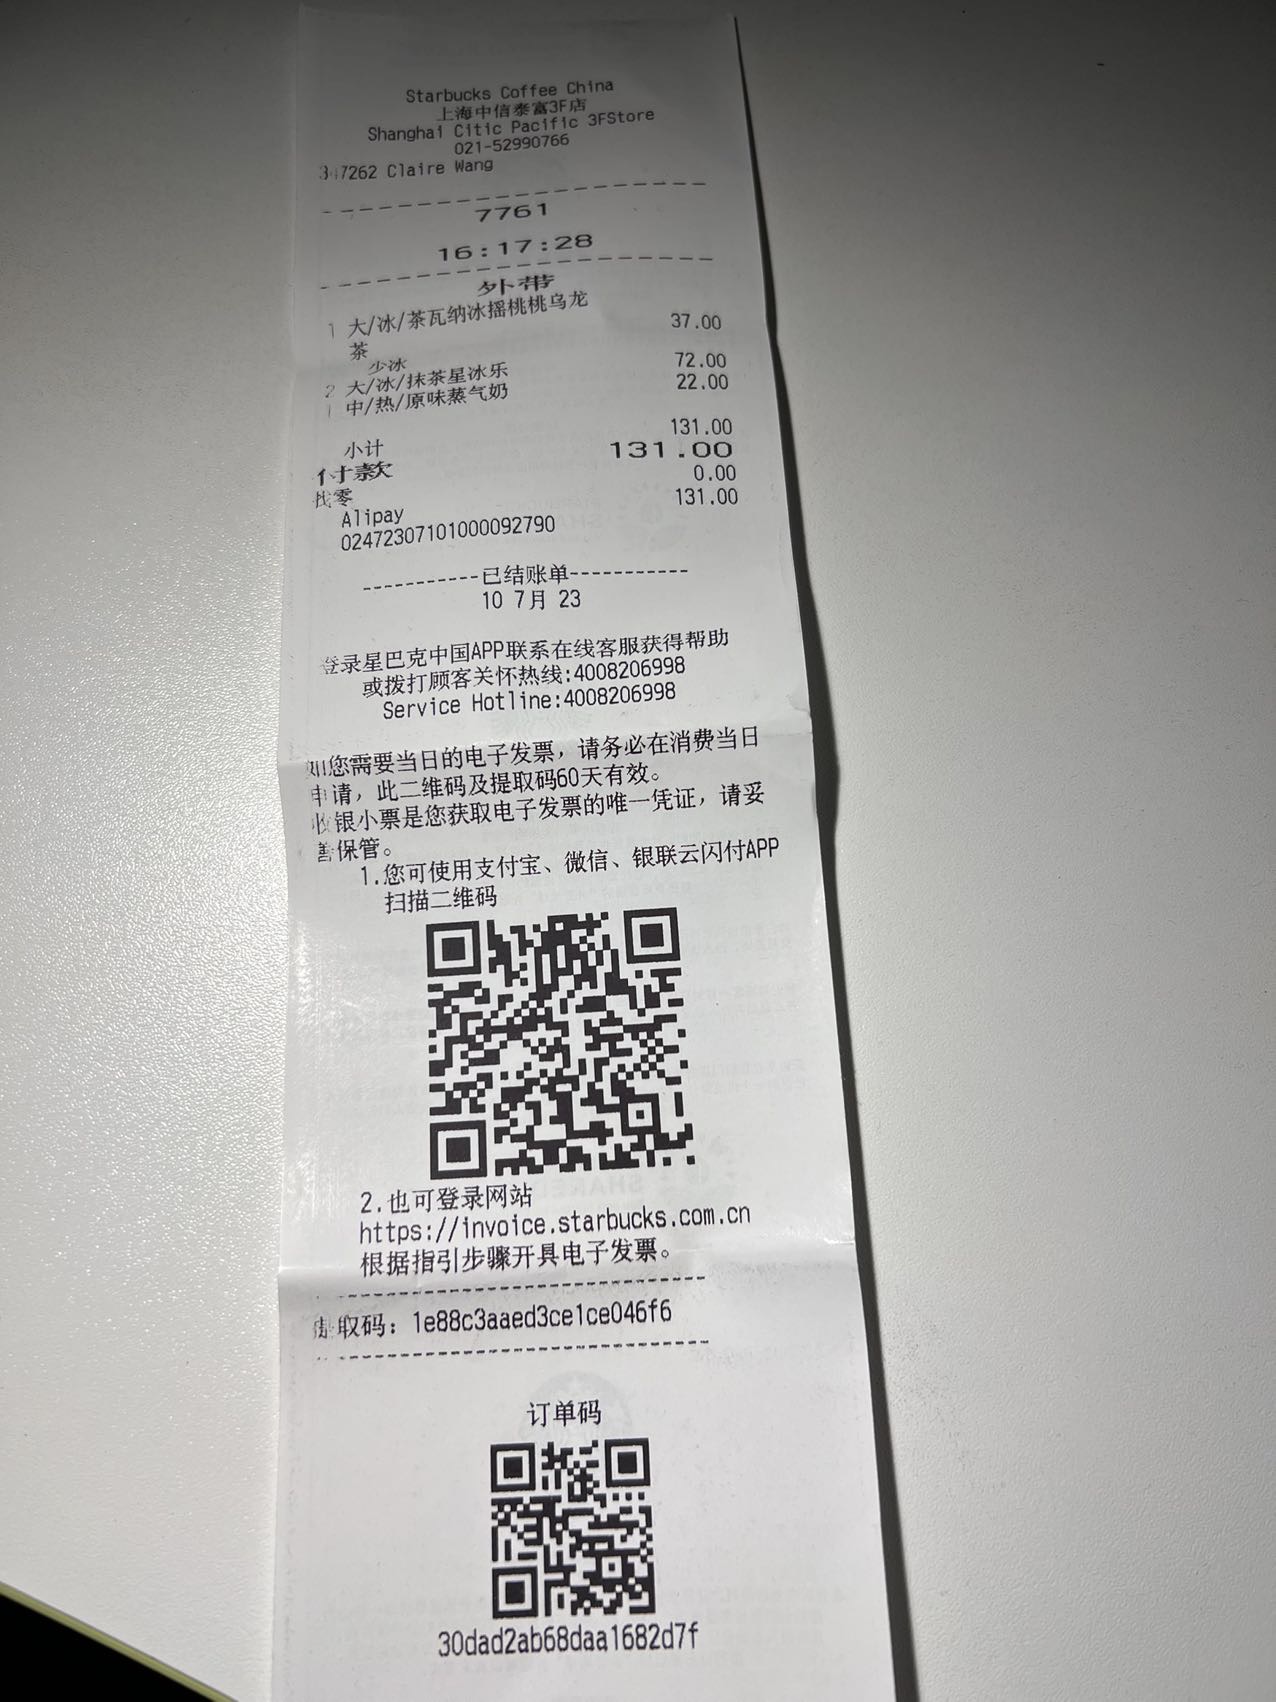 Starbucks Coffee China
上海中信泰富3F店
Shanghai Citic Pacific 3FStore
021-52990766
347262 Claire Wang
7761
16:17:28
外带
1 大/冰/茶瓦纳冰摇桃桃乌龙 37.00
茶
少冰
2 大/冰/抹茶星冰乐 72.00
1 中/热/原味蒸气奶 22.00
小计 131.00
付款 131.00
找零 0.00
Alipay 131.00
02472307101000092790
-----------已结账单-----------
10 7月 23
登录星巴克中国APP联系在线客服获得帮助
或拨打顾客关怀热线:4008206998
Service Hotline:4008206998
如您需要当日的电子发票，请务必在消费当日
申请，此二维码及提取码60天有效。
收银小票是您获取电子发票的唯一凭证，请妥
善保管。
1.您可使用支付宝、微信、银联云闪付APP
扫描二维码
2.也可登录网站
https://invoice.starbucks.com.cn
根据指引步骤开具电子发票。
提取码：1e88c3aaed3ce1ce046f6
订单码
30dad2ab68daa1682d7f